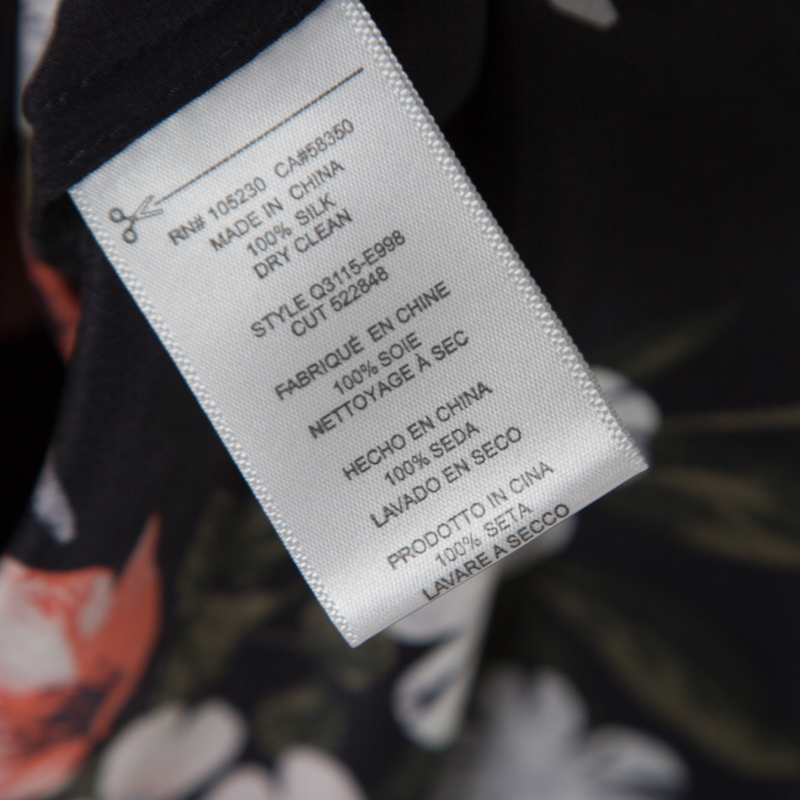 RN# 105230 CA#58350
MADE IN CHINA
100% SILK
DRY CLEAN
STYLE Q3115-E998
CUT 522848
FABRIQUÉ EN CHINE
100% SOIE
NETTOYAGE À SEC
HECHO EN CHINA
100% SEDA
LAVADO EN SECO
PRODOTTO IN CINA
100% SETA
LAVARE A SECCO